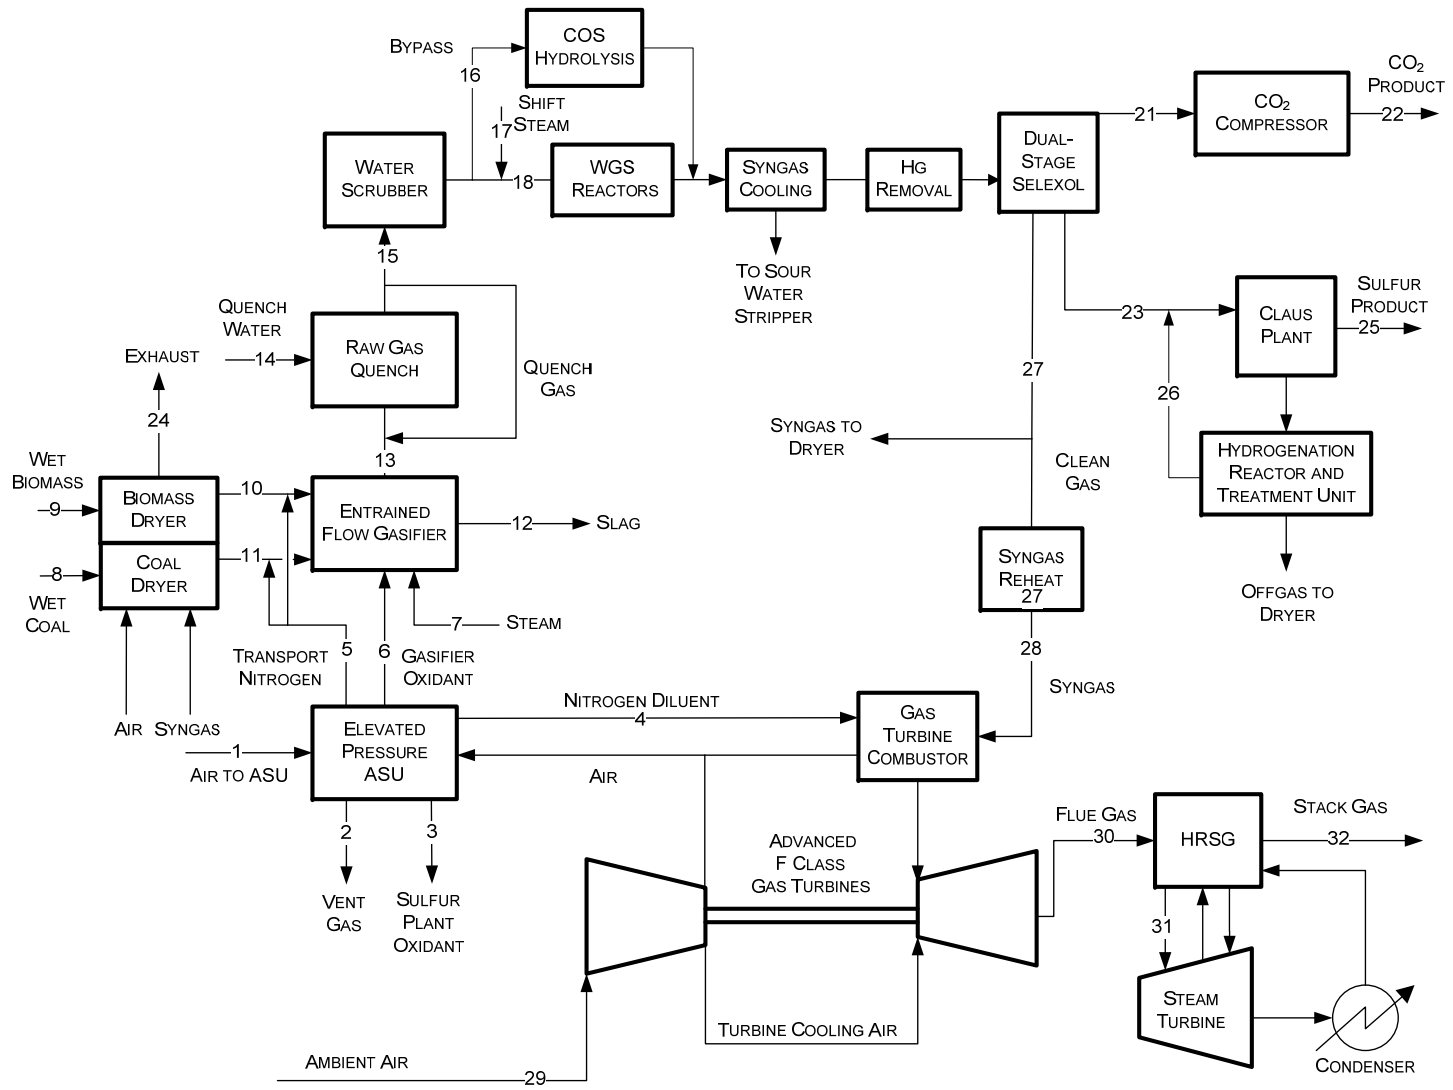 BYPASS
16
COS
HYDROLYSIS
SHIFT
STEAM
17
WATER
SCRUBBER
18
WGS
REACTORS
SYNGAS
COOLING
HG
REMOVAL
DUAL-
STAGE
SELEXOL
21
CO2
COMPRESSOR
CO2
PRODUCT
22
15
TO SOUR
WATER
STRIPPER
QUENCH
WATER
14
RAW GAS
QUENCH
QUENCH
GAS
23
CLAUS
PLANT
SULFUR
PRODUCT
25
26
27
EXHAUST
24
13
SYNGAS TO
DRYER
CLEAN
GAS
HYDROGENATION
REACTOR AND
TREATMENT UNIT
WET
BIOMASS
9
BIOMASS
DRYER
10
ENTRAINED
FLOW GASIFIER
12
SLAG
8
WET
COAL
COAL
DRYER
11
SYNGAS
REHEAT
27
OFFGAS TO
DRYER
7
STEAM
TRANSPORT
NITROGEN
5
6
GASIFIER
OXIDANT
28
SYNGAS
AIR
SYNGAS
1
AIR TO ASU
ELEVATED
PRESSURE
ASU
NITROGEN DILUENT
4
AIR
GAS
TURBINE
COMBUSTOR
2
3
VENT
GAS
SULFUR
PLANT
OXIDANT
ADVANCED
F CLASS
GAS TURBINES
FLUE GAS
30
HRSG
STACK GAS
32
31
STEAM
TURBINE
CONDENSER
TURBINE COOLING AIR
AMBIENT AIR
29